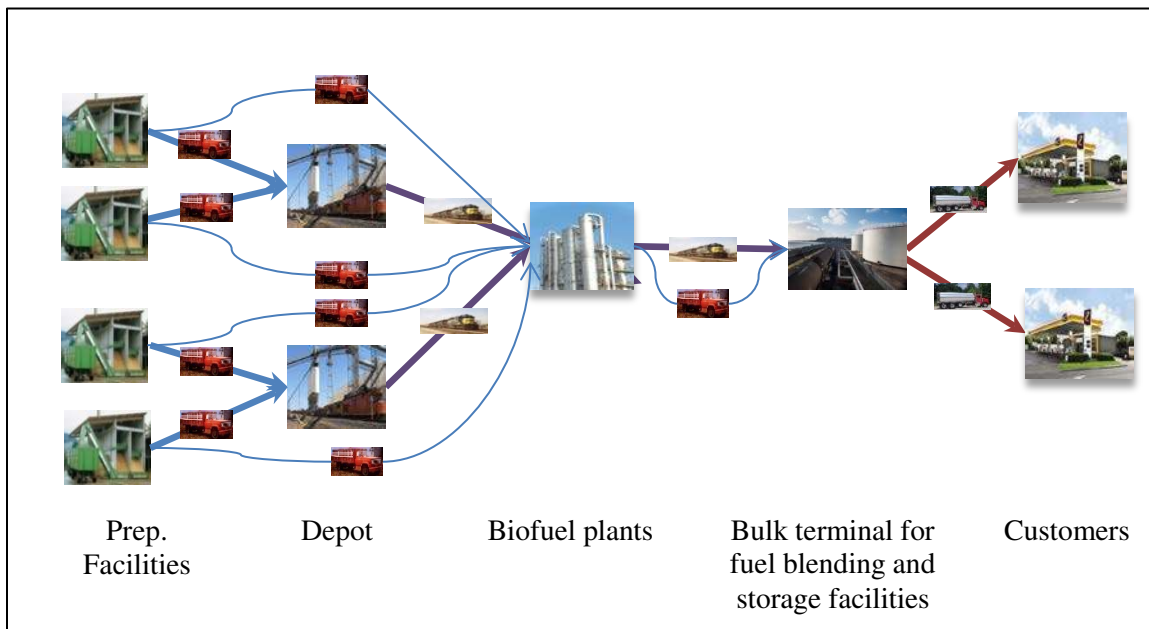 Prep.
Facilities
Depot
Biofuel plants
Bulk terminal for
fuel blending and
storage facilities
Customers